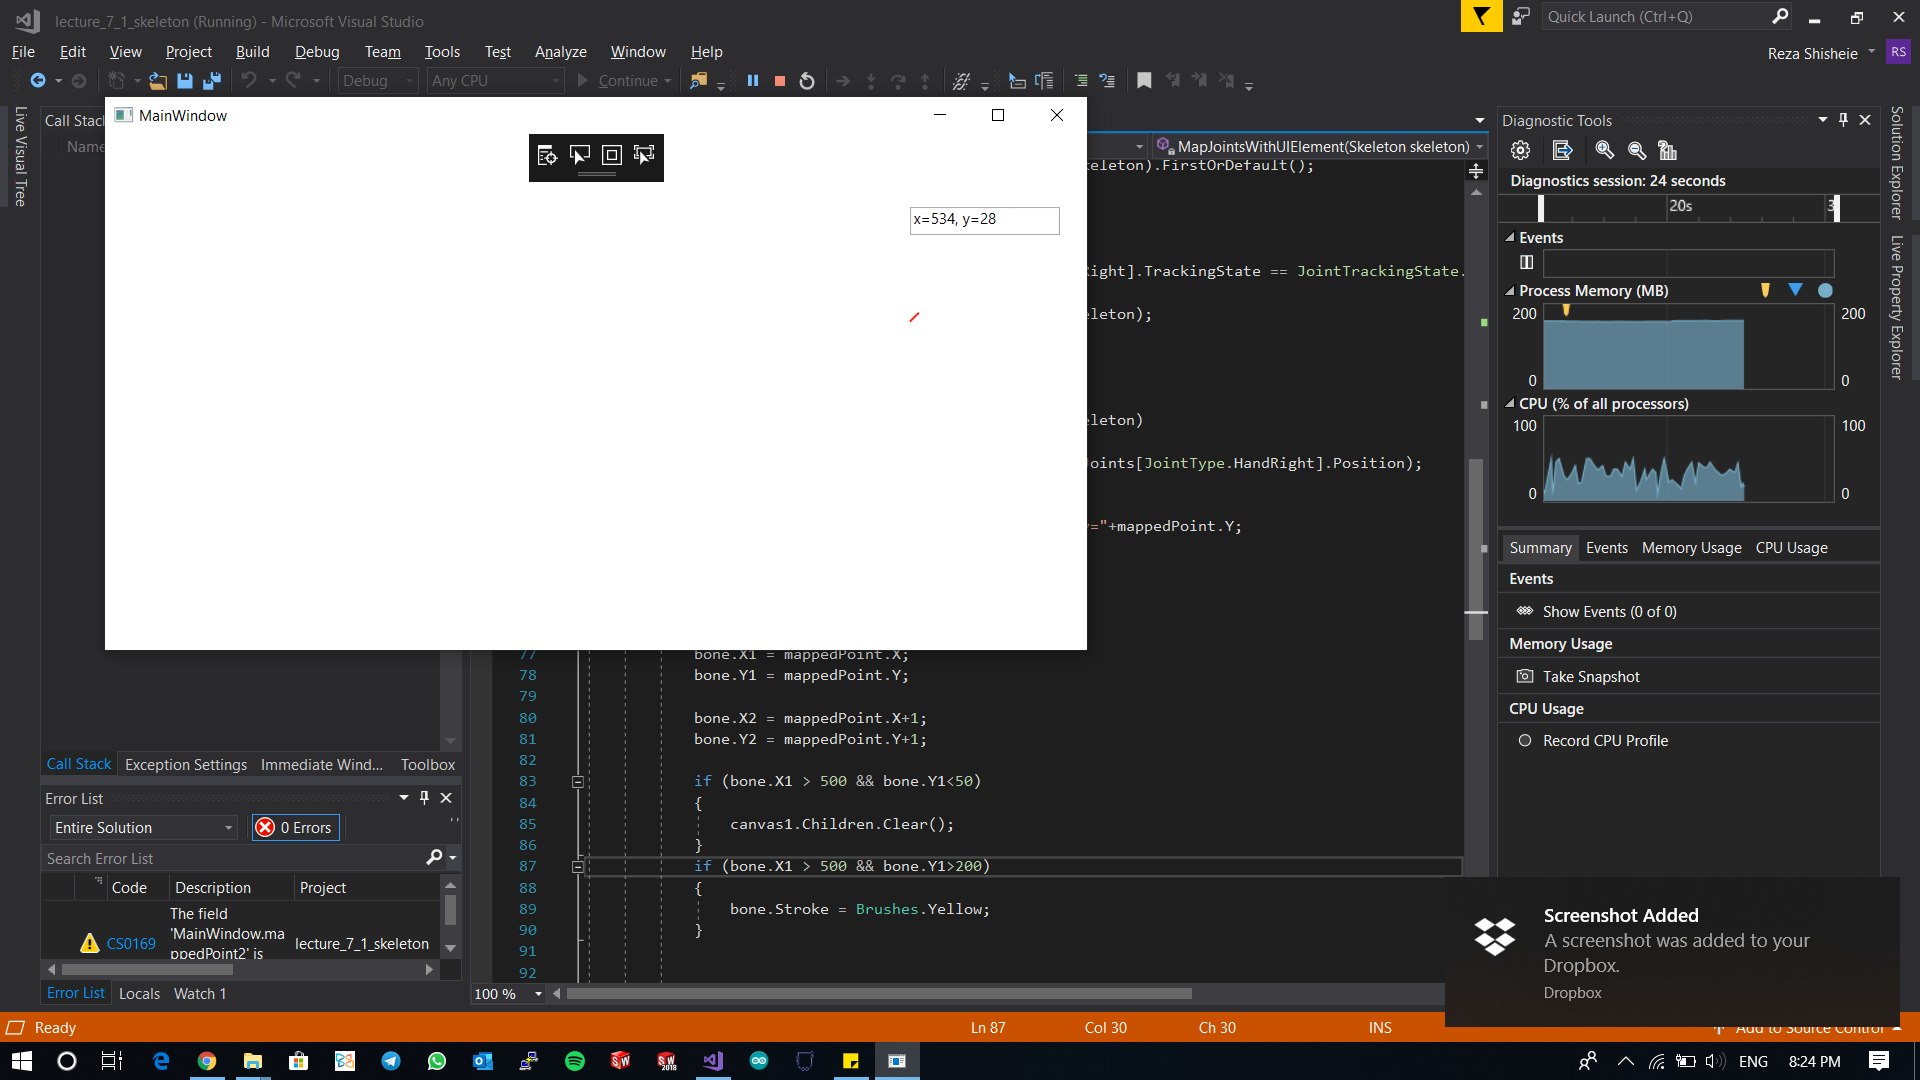 lecture_7_1_skeleton (Running) - Microsoft Visual Studio
Quick Launch (Ctrl+Q)
File Edit View Project Build Debug Team Tools Test Analyze Window Help
Reza Shisheie RS
Debug Any CPU Continue
Live Visual Tree
Call Stack
Name
MainWindow
x=534, y=28
MapJointsWithUIElement(Skeleton skeleton)
eleton).FirstOrDefault();
Right].TrackingState == JointTrackingState.
eleton);
eleton)
Joints[JointType.HandRight].Position);
="+mappedPoint.Y;
77 bone.X1 = mappedPoint.X;
78 bone.Y1 = mappedPoint.Y;
79
80 bone.X2 = mappedPoint.X+1;
81 bone.Y2 = mappedPoint.Y+1;
82
83 if (bone.X1 > 500 && bone.Y1<50)
84 {
85 canvas1.Children.Clear();
86 }
87 if (bone.X1 > 500 && bone.Y1>200)
88 {
89 bone.Stroke = Brushes.Yellow;
90 }
91
92
100 %
Call Stack Exception Settings Immediate Wind... Toolbox
Error List
Entire Solution 0 Errors
Search Error List
Code Description Project
CS0169 The field 'MainWindow.ma ppedPoint2' is lecture_7_1_skeleton
Error List Locals Watch 1
Diagnostic Tools
Diagnostics session: 24 seconds
20s 3
Events
Process Memory (MB)
200 200
0 0
CPU (% of all processors)
100 100
0 0
Summary Events Memory Usage CPU Usage
Events
Show Events (0 of 0)
Memory Usage
Take Snapshot
CPU Usage
Record CPU Profile
Solution Explorer
Live Property Explorer
Screenshot Added
A screenshot was added to your
Dropbox.
Dropbox
Ready Ln 87 Col 30 Ch 30 INS Add to Source Control
ENG 8:24 PM